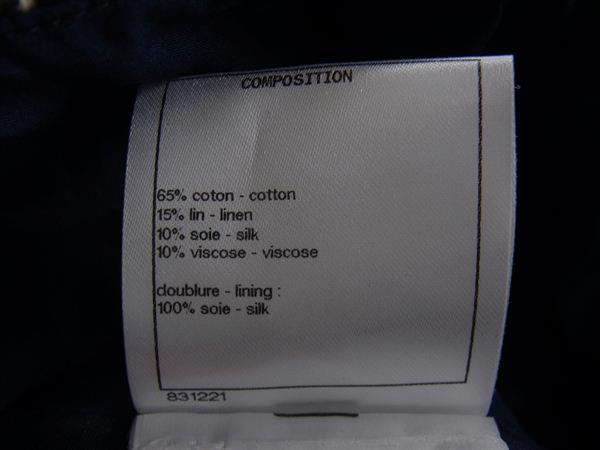 COMPOSITION
65% coton - cotton
15% lin - linen
10% soie - silk
10% viscose - viscose
doublure - lining :
100% soie - silk
831221